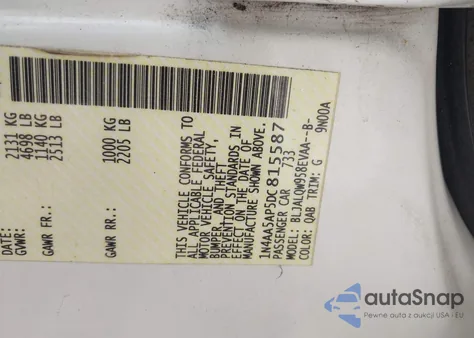 DATE:
GVWR: 2131 KG
4698 LB
GAWR FR: 1140 KG
2513 LB
GAWR RR: 1000 KG
2205 LB
THIS VEHICLE CONFORMS TO
ALL APPLICABLE FEDERAL
MOTOR VEHICLE SAFETY,
BUMPER, AND THEFT
PREVENTION STANDARDS IN
EFFECT ON THE DATE OF
MANUFACTURE SHOWN ABOVE.
1N4AA5AP5DC815587
PASSENGER CAR 733
MODEL: BLJALQW958EVAA--B-
COLOR: QAB TRIM: G 9N00A
autoSnap
Pewne auta z aukcji USA i EU